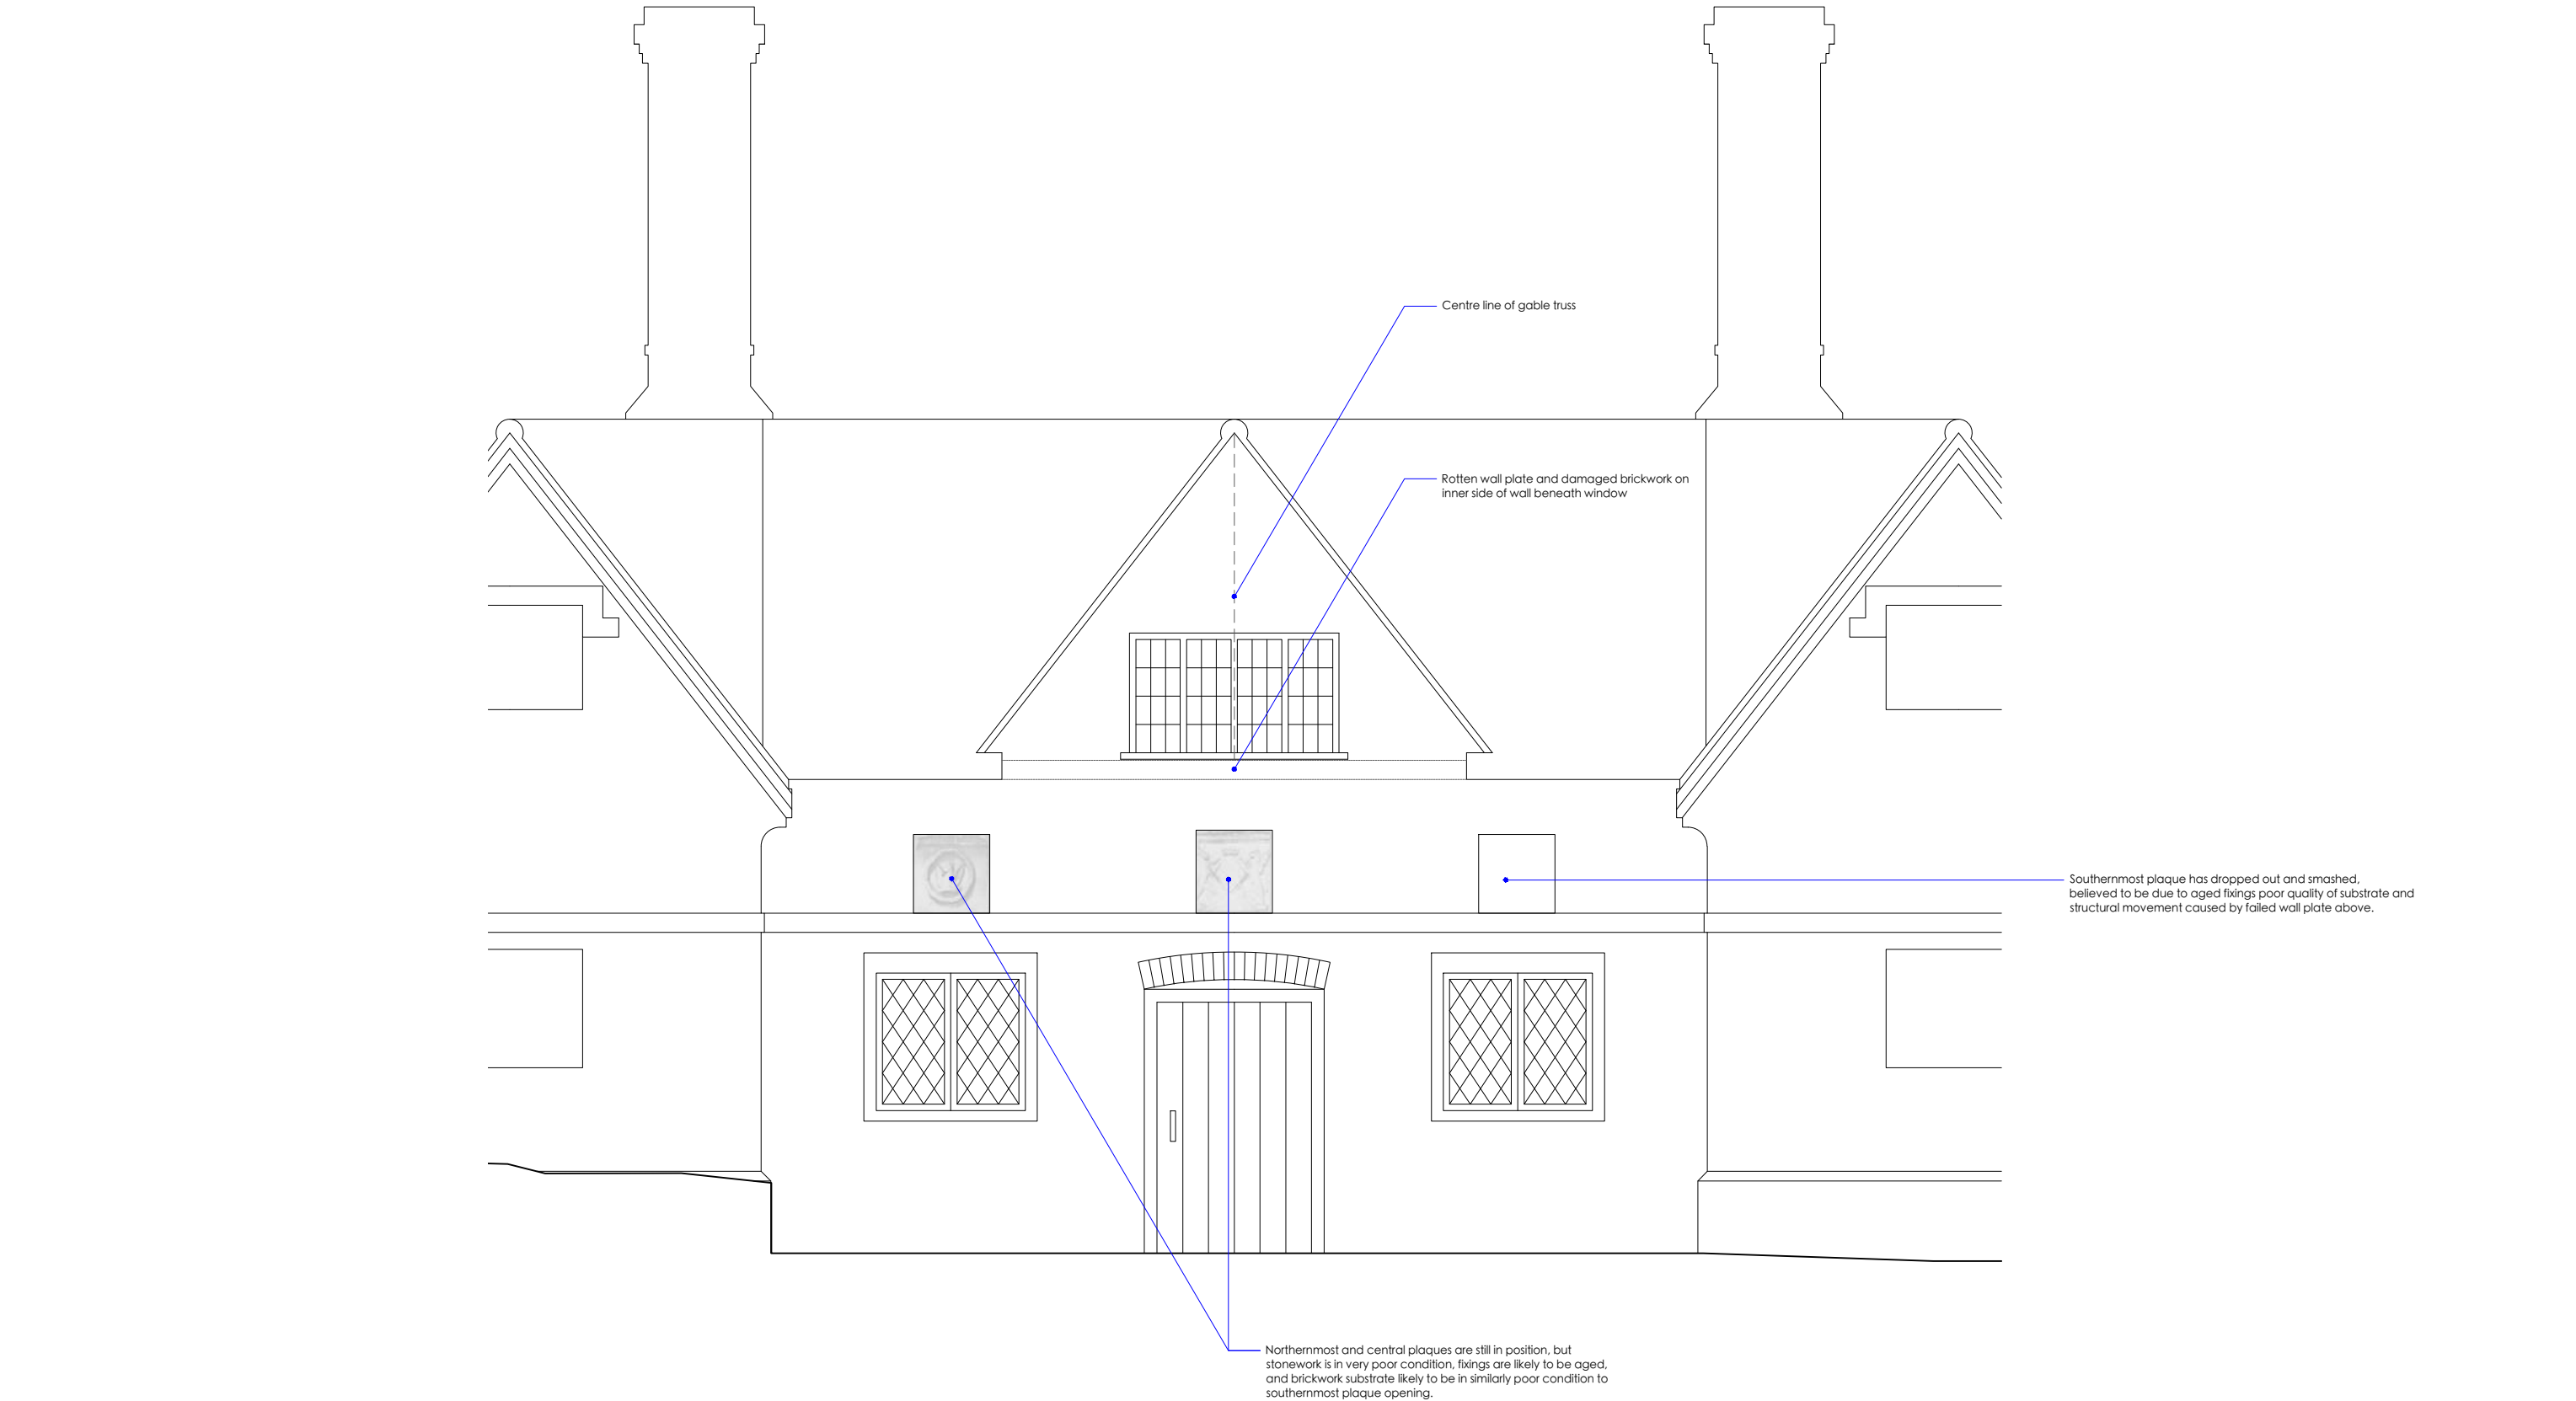 Centre line of gable truss
Rotten wall plate and damaged brickwork on
inner side of wall beneath window
Southernmost plaque has dropped out and smashed,
believed to be due to aged fixings poor quality of substrate and
structural movement caused by failed wall plate above.
Northernmost and central plaques are still in position, but
stonework is in very poor condition, fixings are likely to be aged,
and brickwork substrate likely to be in similarly poor condition to
southernmost plaque opening.